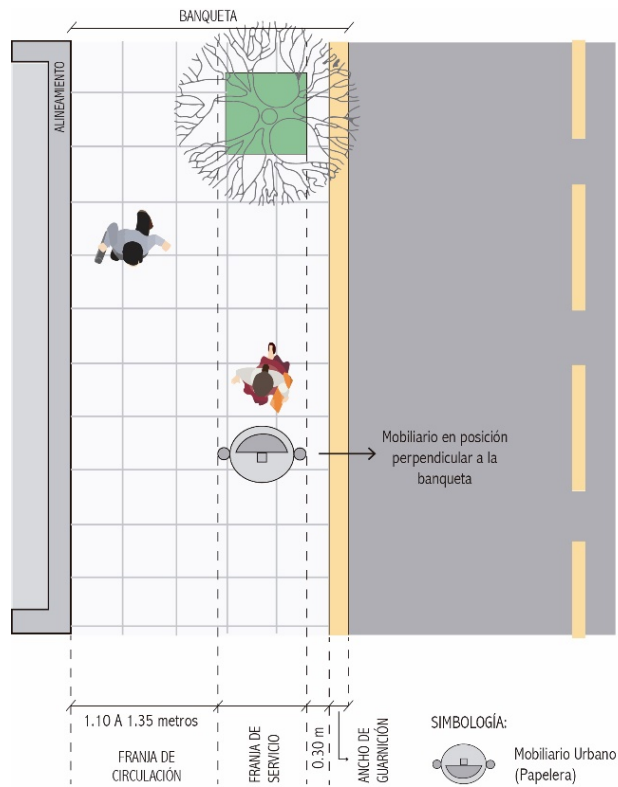 BANQUETA
ALINEAMIENTO
Mobiliario en posición
perpendicular a la
banqueta
1.10 A 1.35 metros
FRANJA DE
CIRCULACIÓN
FRANJA DE
SERVICIO
0.30 m
ANCHO DE
GUARNICIÓN
SIMBOLOGÍA:
Mobiliario Urbano
(Papelera)